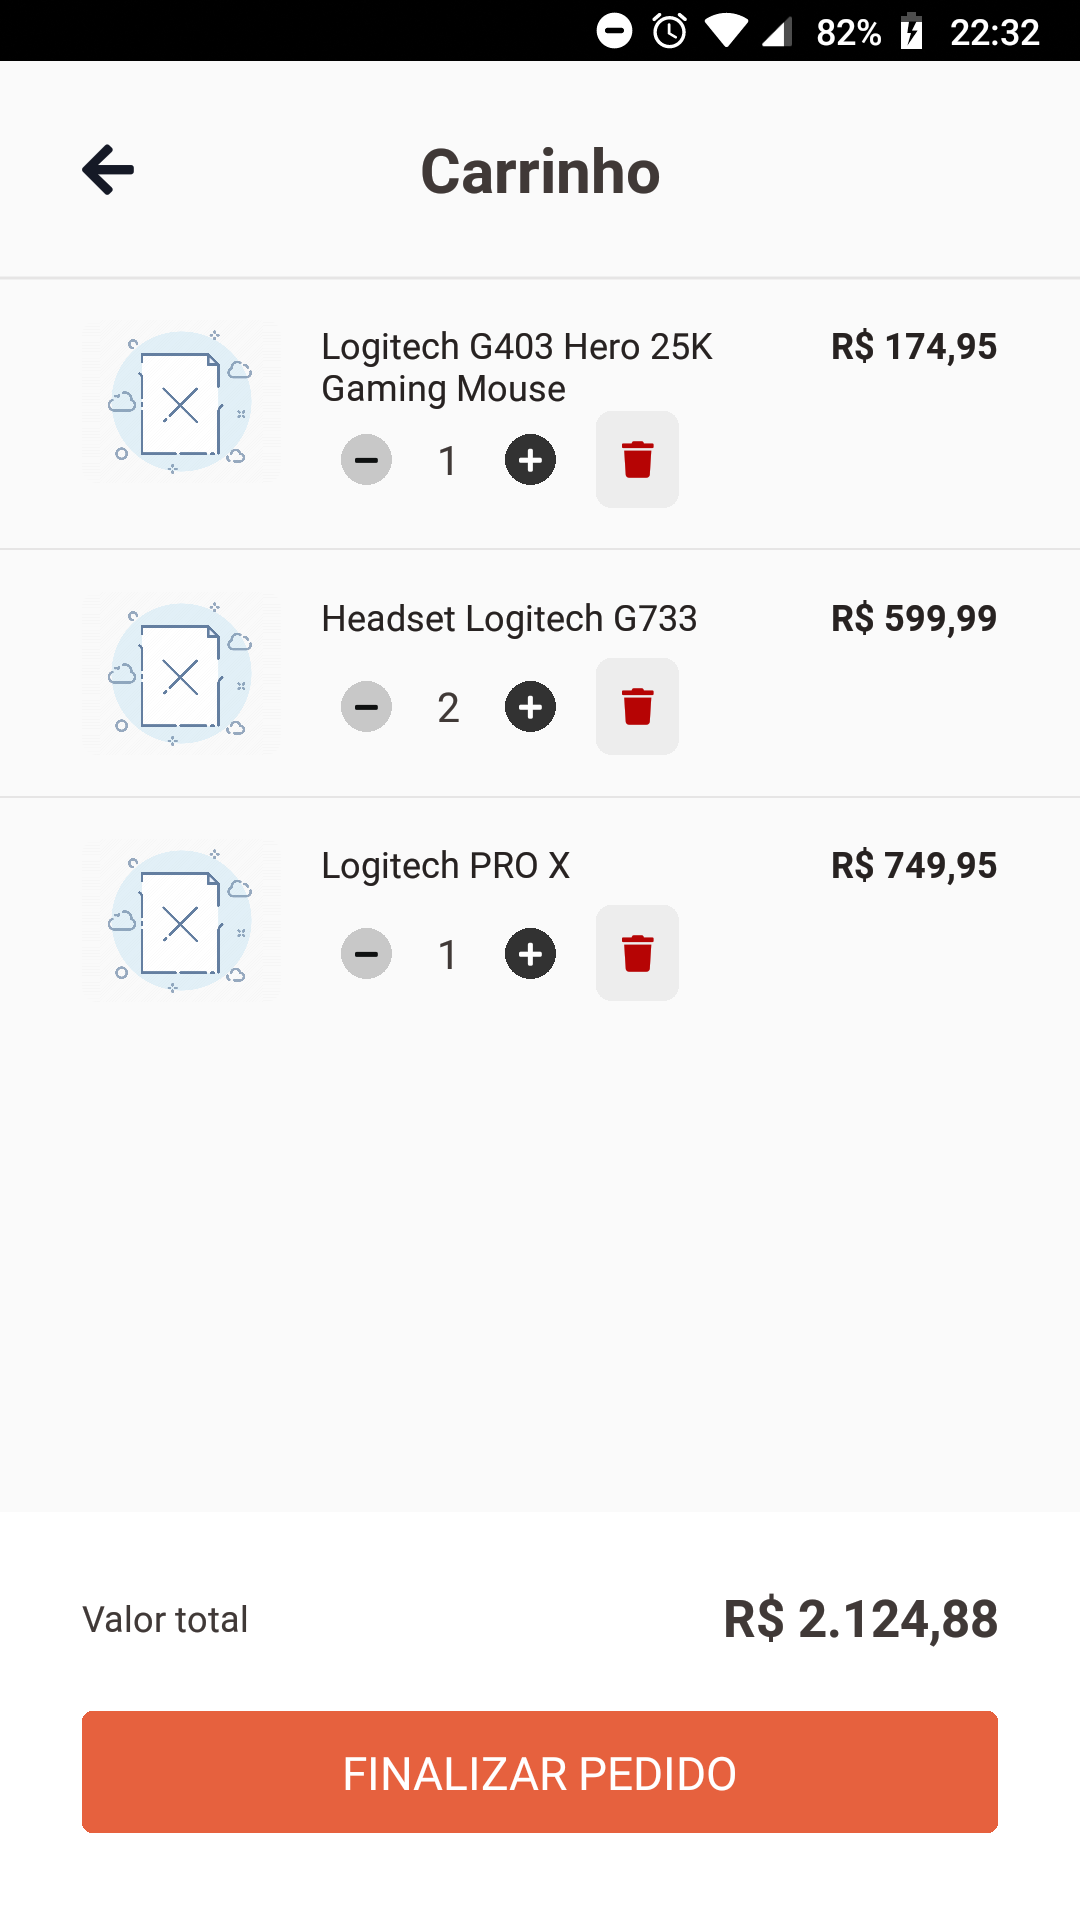 82% 22:32
Carrinho
Logitech G403 Hero 25K
Gaming Mouse
R$ 174,95
1
Headset Logitech G733
R$ 599,99
2
Logitech PRO X
R$ 749,95
1
Valor total
R$ 2.124,88
FINALIZAR PEDIDO